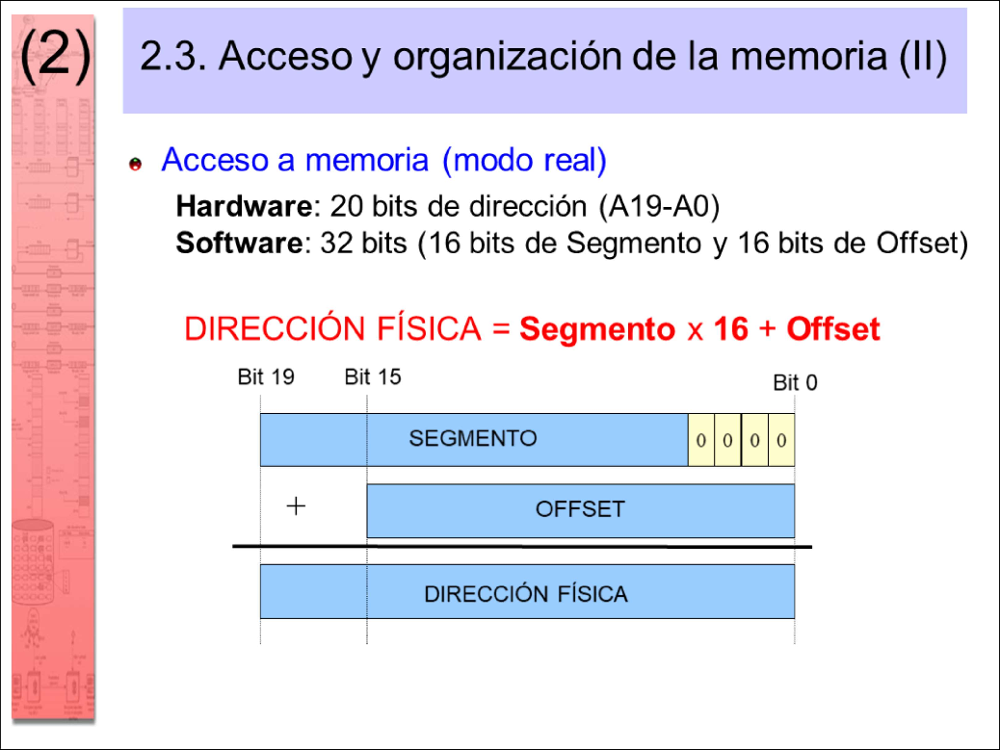 (2)
2.3. Acceso y organización de la memoria (II)
Acceso a memoria (modo real)
Hardware: 20 bits de dirección (A19-A0)
Software: 32 bits (16 bits de Segmento y 16 bits de Offset)
DIRECCIÓN FÍSICA = Segmento x 16 + Offset
Bit 19 Bit 15 Bit 0
SEGMENTO 0 0 0 0
+ OFFSET
DIRECCIÓN FÍSICA